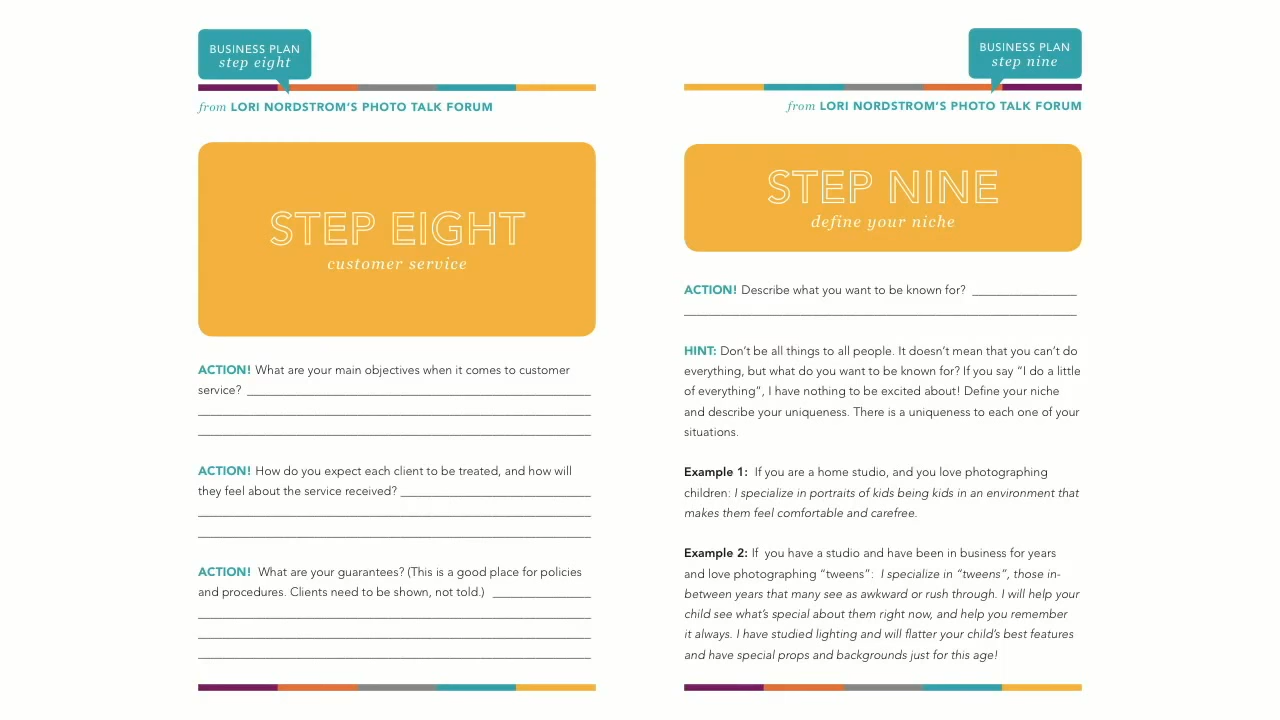 BUSINESS PLAN
step eight
from LORI NORDSTROM'S PHOTO TALK FORUM
STEP EIGHT
customer service
ACTION! What are your main objectives when it comes to customer
service?
ACTION! How do you expect each client to be treated, and how will
they feel about the service received?
ACTION! What are your guarantees? (This is a good place for policies
and procedures. Clients need to be shown, not told.)
BUSINESS PLAN
step nine
from LORI NORDSTROM'S PHOTO TALK FORUM
STEP NINE
define your niche
ACTION! Describe what you want to be known for?
HINT: Don't be all things to all people. It doesn't mean that you can't do
everything, but what do you want to be known for? If you say "I do a little
of everything", I have nothing to be excited about! Define your niche
and describe your uniqueness. There is a uniqueness to each one of your
situations.
Example 1: If you are a home studio, and you love photographing
children: I specialize in portraits of kids being kids in an environment that
makes them feel comfortable and carefree.
Example 2: If you have a studio and have been in business for years
and love photographing "tweens": I specialize in "tweens", those in-
between years that many see as awkward or rush through. I will help your
child see what's special about them right now, and help you remember
it always. I have studied lighting and will flatter your child's best features
and have special props and backgrounds just for this age!